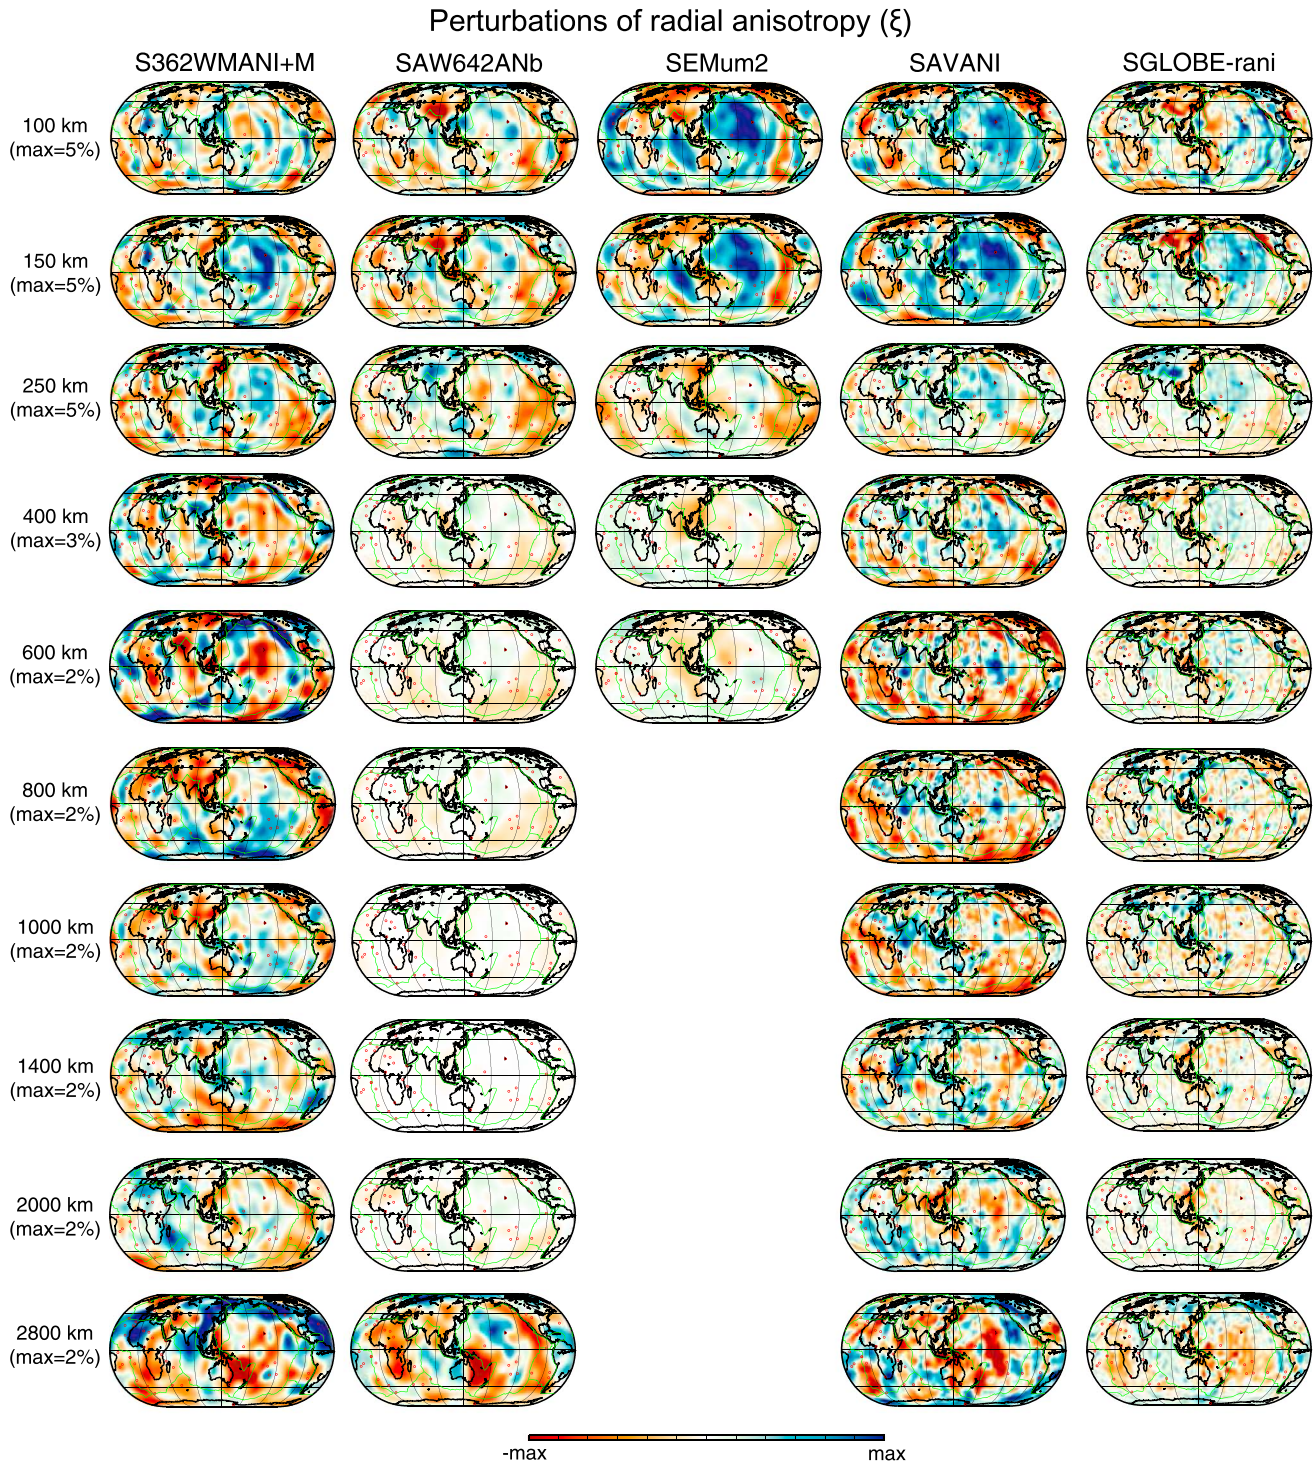 Perturbations of radial anisotropy (ξ)
S362WMANI+M SAW642ANb SEMum2 SAVANI SGLOBE-rani
100 km
(max=5%)
150 km
(max=5%)
250 km
(max=5%)
400 km
(max=3%)
600 km
(max=2%)
800 km
(max=2%)
1000 km
(max=2%)
1400 km
(max=2%)
2000 km
(max=2%)
2800 km
(max=2%)
-max max